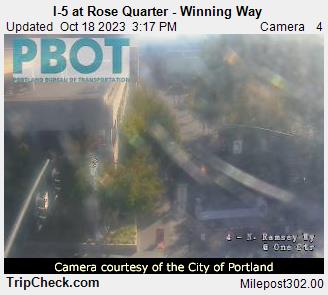 I-5 at Rose Quarter - Winning Way
Updated Oct 18 2023 3:17 PM Camera 4
PBOT
PORTLAND BUREAU OF TRANSPORTATION
4 - N. Ramsey Wy
@ One Ctr
Camera courtesy of the City of Portland
TripCheck.com Milepost302.00